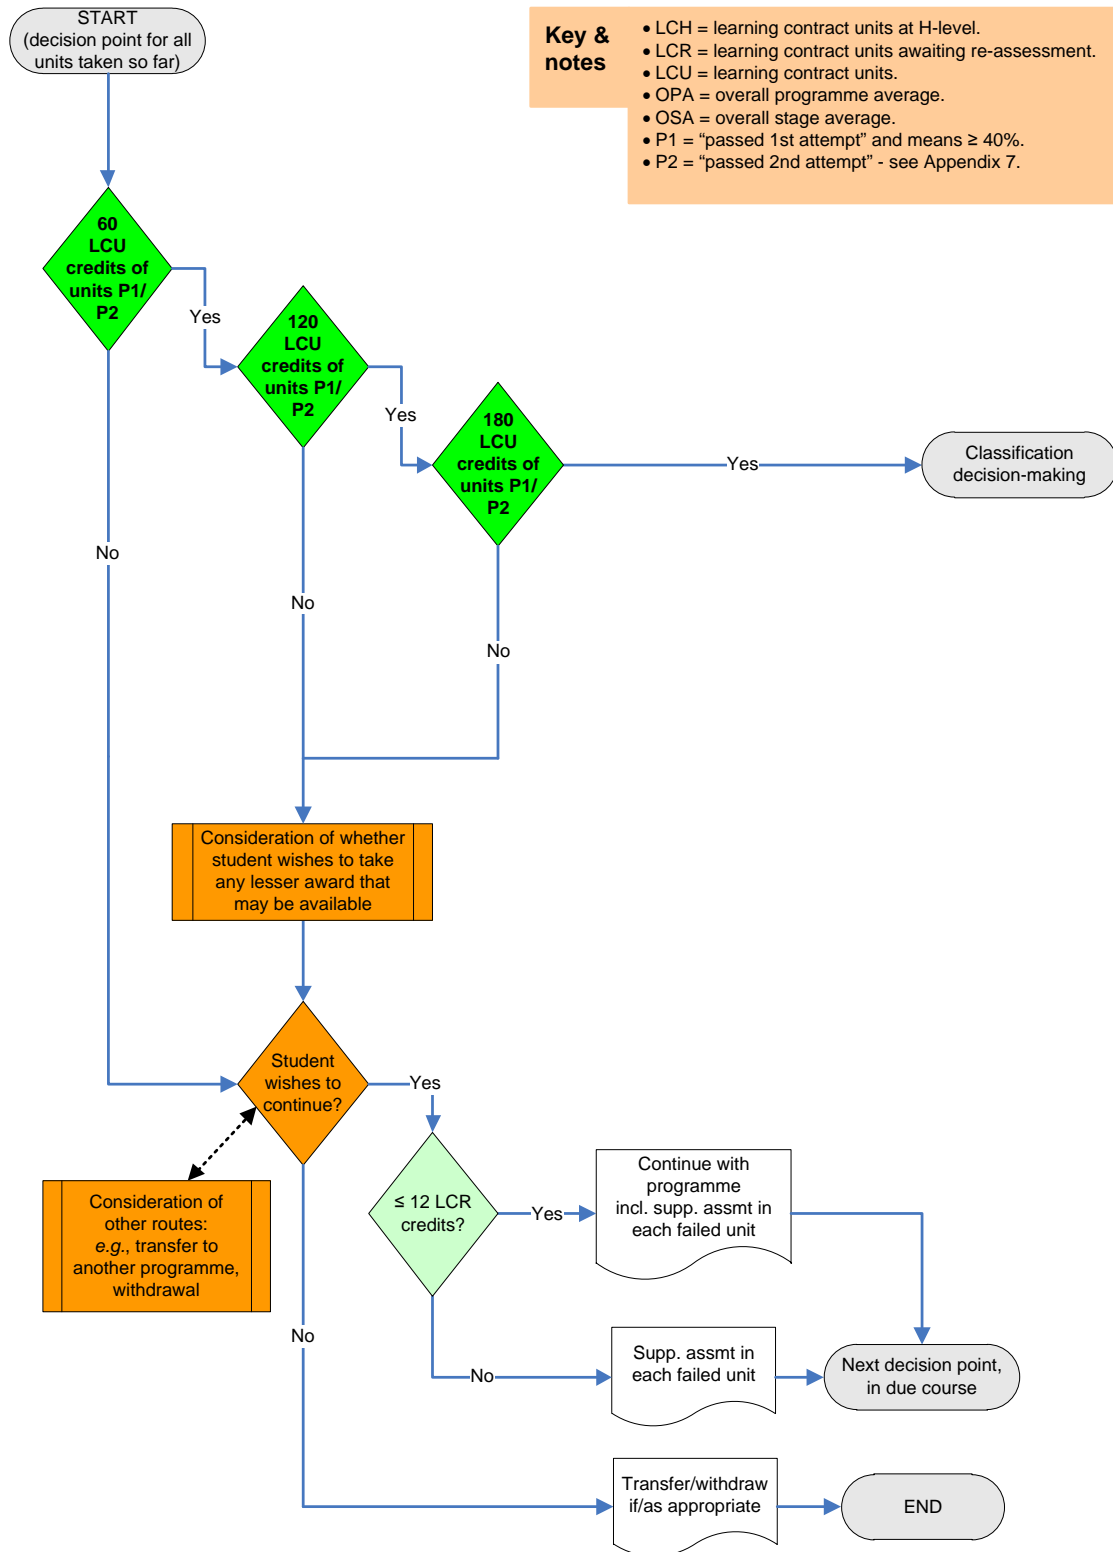 START
(decision point for all
units taken so far)
Key &
notes
• LCH = learning contract units at H-level.
• LCR = learning contract units awaiting re-assessment.
• LCU = learning contract units.
• OPA = overall programme average.
• OSA = overall stage average.
• P1 = “passed 1st attempt” and means ≥ 40%.
• P2 = “passed 2nd attempt” - see Appendix 7.
60
LCU
credits of
units P1/
P2
Yes
120
LCU
credits of
units P1/
P2
Yes
180
LCU
credits of
units P1/
P2
Yes
Classification
decision-making
No
No
No
Consideration of whether
student wishes to take
any lesser award that
may be available
Student
wishes to
continue?
Yes
Consideration of
other routes:
e.g., transfer to
another programme,
withdrawal
≤ 12 LCR
credits?
Yes
Continue with
programme
incl. supp. assmt in
each failed unit
No
No
Supp. assmt in
each failed unit
Next decision point,
in due course
Transfer/withdraw
if/as appropriate
END